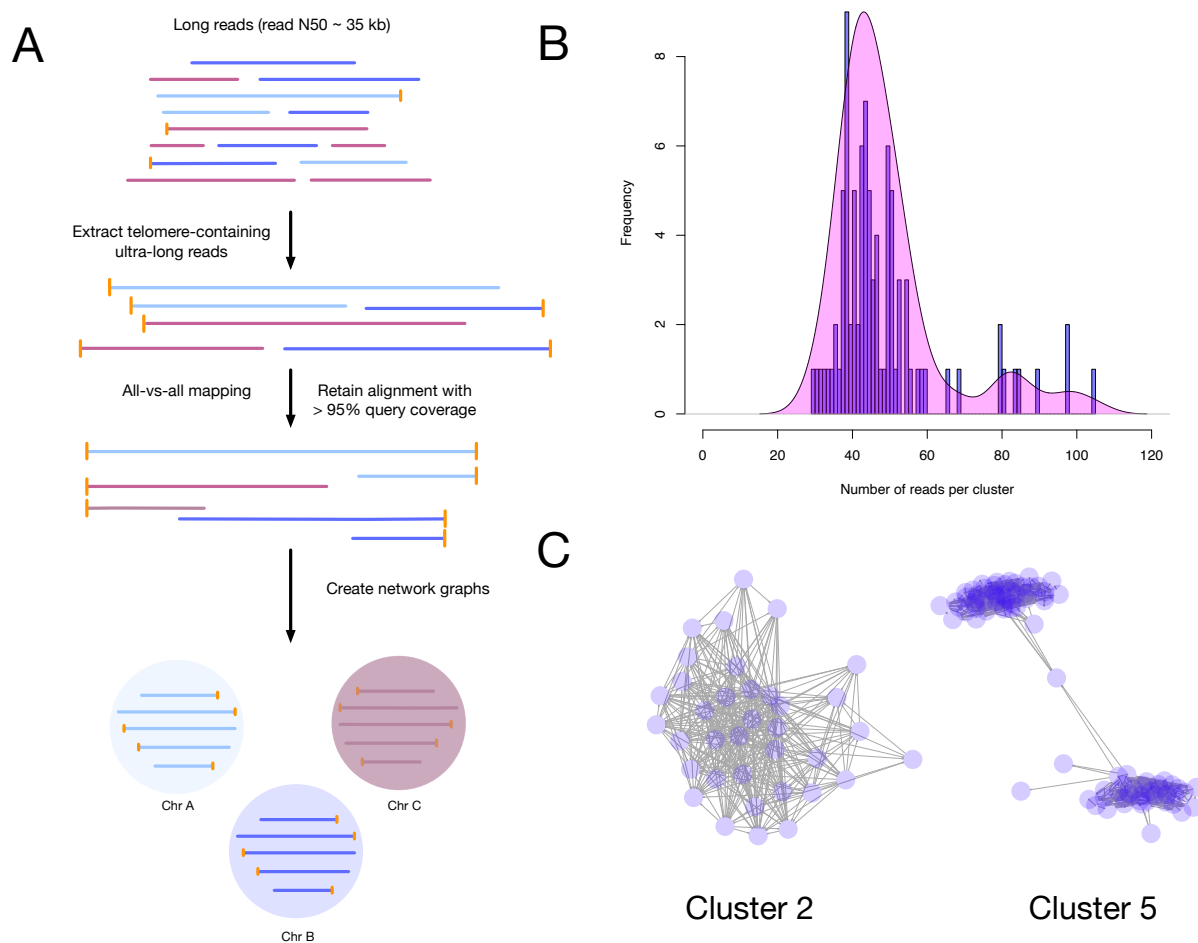 A
Long reads (read N50 ~ 35 kb)
Extract telomere-containing
ultra-long reads
All-vs-all mapping
Retain alignment with
> 95% query coverage
Create network graphs
Chr A
Chr C
Chr B
B
Frequency
8
6
4
2
0
0 20 40 60 80 100 120
Number of reads per cluster
C
Cluster 2
Cluster 5